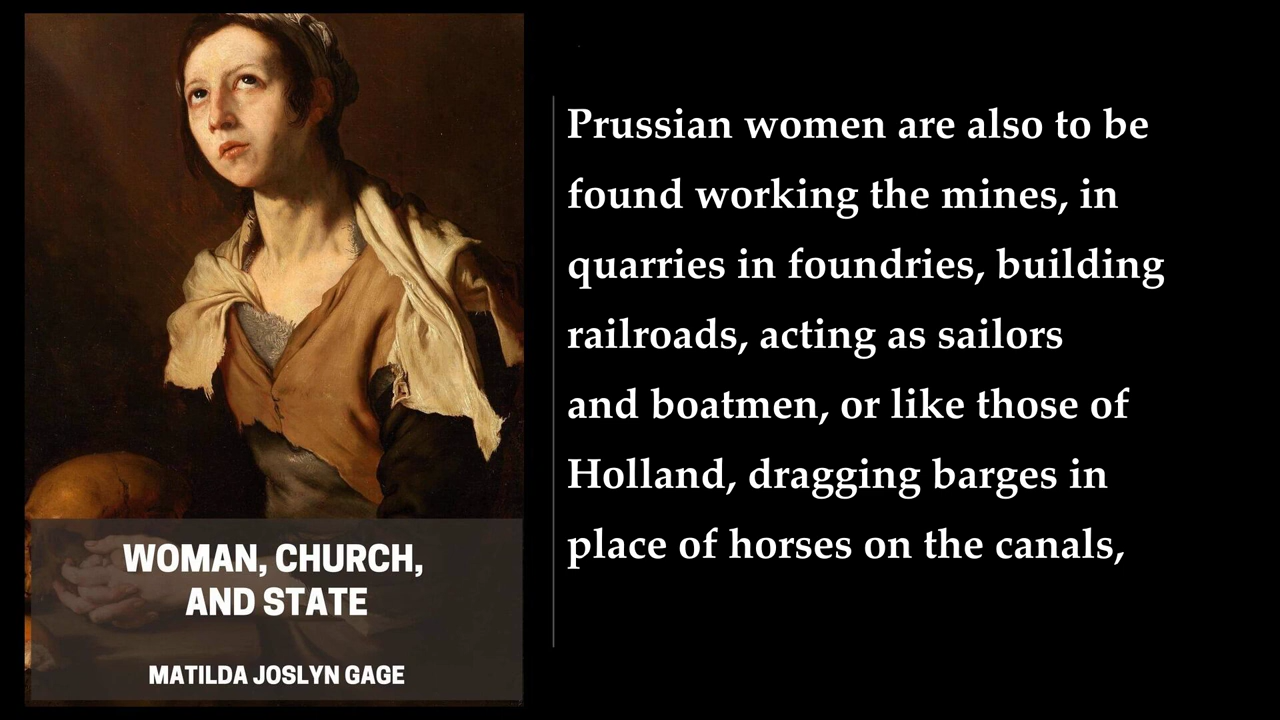 WOMAN, CHURCH,
AND STATE
MATILDA JOSLYN GAGE
Prussian women are also to be
found working the mines, in
quarries in foundries, building
railroads, acting as sailors
and boatmen, or like those of
Holland, dragging barges in
place of horses on the canals,